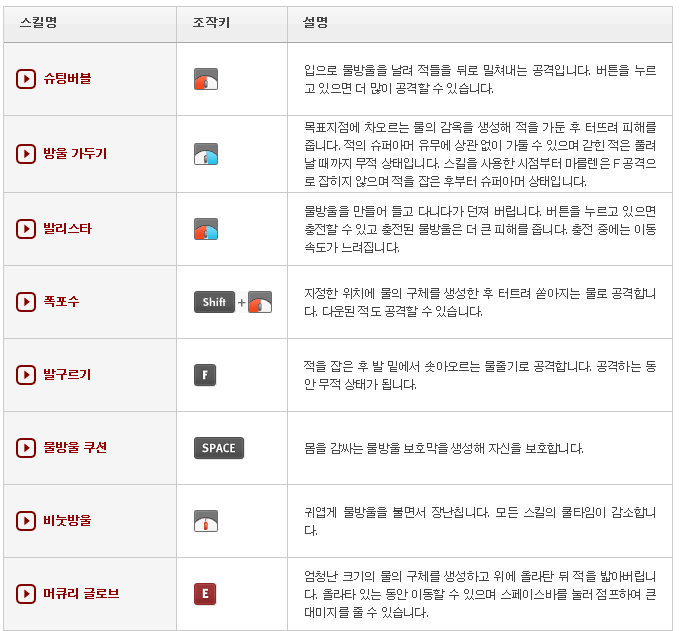 스킬명 조작키 설명
슈팅버블
입으로 물방울을 날려 적들을 뒤로 밀쳐내는 공격입니다. 버튼을 누르
고 있으면 더 많이 공격할 수 있습니다.
방울 가두기
목표지점에 차오르는 물의 감옥을 생성해 적을 가둔 후 터뜨려 피해를
줍니다. 적의 슈퍼아머 유무에 상관 없이 가둘 수 있으며 갇힌 적은 풀려
날 때까지 무적 상태입니다. 스킬을 사용한 시점부터 마를렌은 F 공격으
로 잡히지 않으며 적을 잡은 후부터 슈퍼아머 상태입니다.
발리스타
물방울을 만들어 들고 다니다가 던져 버립니다. 버튼을 누르고 있으면
충전할 수 있고 충전된 물방울은 더 큰 피해를 줍니다. 충전 중에는 이동
속도가 느려집니다.
폭포수 Shift +
지정한 위치에 물의 구체를 생성한 후 터트려 쏟아지는 물로 공격합니
다. 다운된 적도 공격할 수 있습니다.
발구르기 F
적을 잡은 후 발 밑에서 솟아오르는 물줄기로 공격합니다. 공격하는 동
안 무적 상태가 됩니다.
물방울 쿠션 SPACE 몸을 감싸는 물방울 보호막을 생성해 자신을 보호합니다.
비눗방울
귀엽게 물방울을 불면서 장난칩니다. 모든 스킬의 쿨타임이 감소합니
다.
머큐리 글로브 E
엄청난 크기의 물의 구체를 생성하고 위에 올라탄 뒤 적을 밟아버립니
다. 올라타 있는 동안 이동할 수 있으며 스페이스바를 눌러 점프하여 큰
대미지를 줄 수 있습니다.